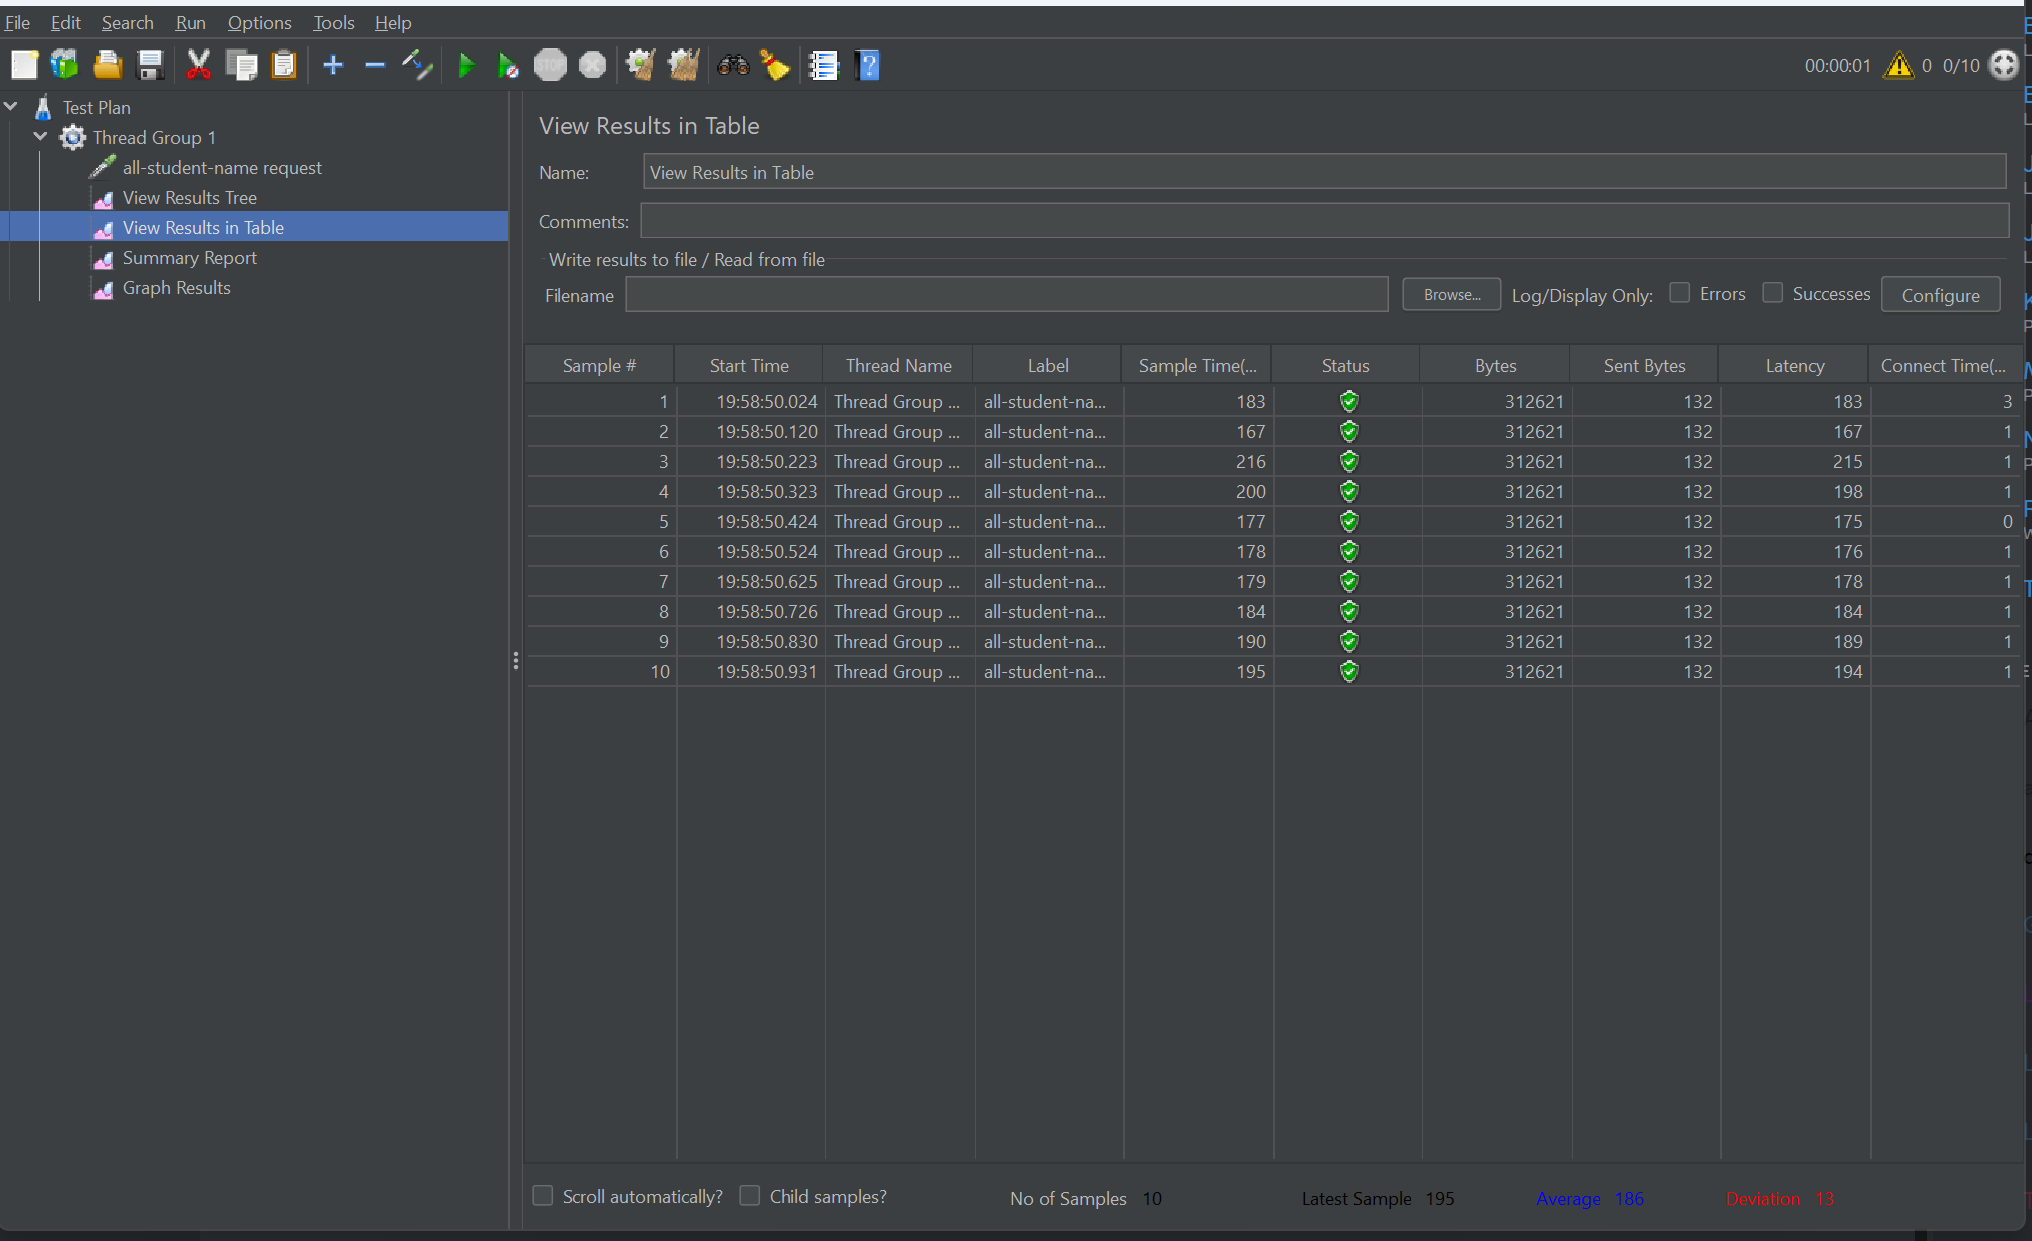 File Edit Search Run Options Tools Help
STOP ? 00:00:01 0 0/10
Test Plan
Thread Group 1
all-student-name request
View Results Tree
View Results in Table
Summary Report
Graph Results
View Results in Table
Name: View Results in Table
Comments:
Write results to file / Read from file
Filename Browse... Log/Display Only: Errors Successes Configure
Sample # Start Time Thread Name Label Sample Time(... Status Bytes Sent Bytes Latency Connect Time(...
1 19:58:50.024 Thread Group ... all-student-na... 183 312621 132 183 3
2 19:58:50.120 Thread Group ... all-student-na... 167 312621 132 167 1
3 19:58:50.223 Thread Group ... all-student-na... 216 312621 132 215 1
4 19:58:50.323 Thread Group ... all-student-na... 200 312621 132 198 1
5 19:58:50.424 Thread Group ... all-student-na... 177 312621 132 175 0
6 19:58:50.524 Thread Group ... all-student-na... 178 312621 132 176 1
7 19:58:50.625 Thread Group ... all-student-na... 179 312621 132 178 1
8 19:58:50.726 Thread Group ... all-student-na... 184 312621 132 184 1
9 19:58:50.830 Thread Group ... all-student-na... 190 312621 132 189 1
10 19:58:50.931 Thread Group ... all-student-na... 195 312621 132 194 1
Scroll automatically? Child samples? No of Samples 10 Latest Sample 195 Average 186 Deviation 13